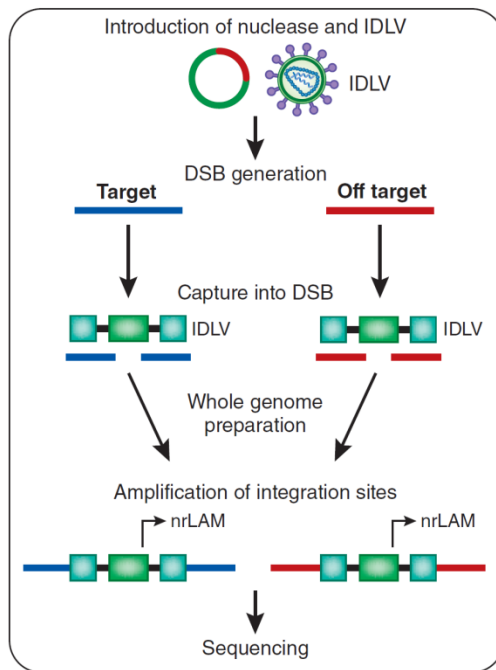 Introduction of nuclease and IDLV
IDLV
DSB generation
Target
Off target
Capture into DSB
IDLV
IDLV
Whole genome
preparation
Amplification of integration sites
nrLAM
nrLAM
Sequencing